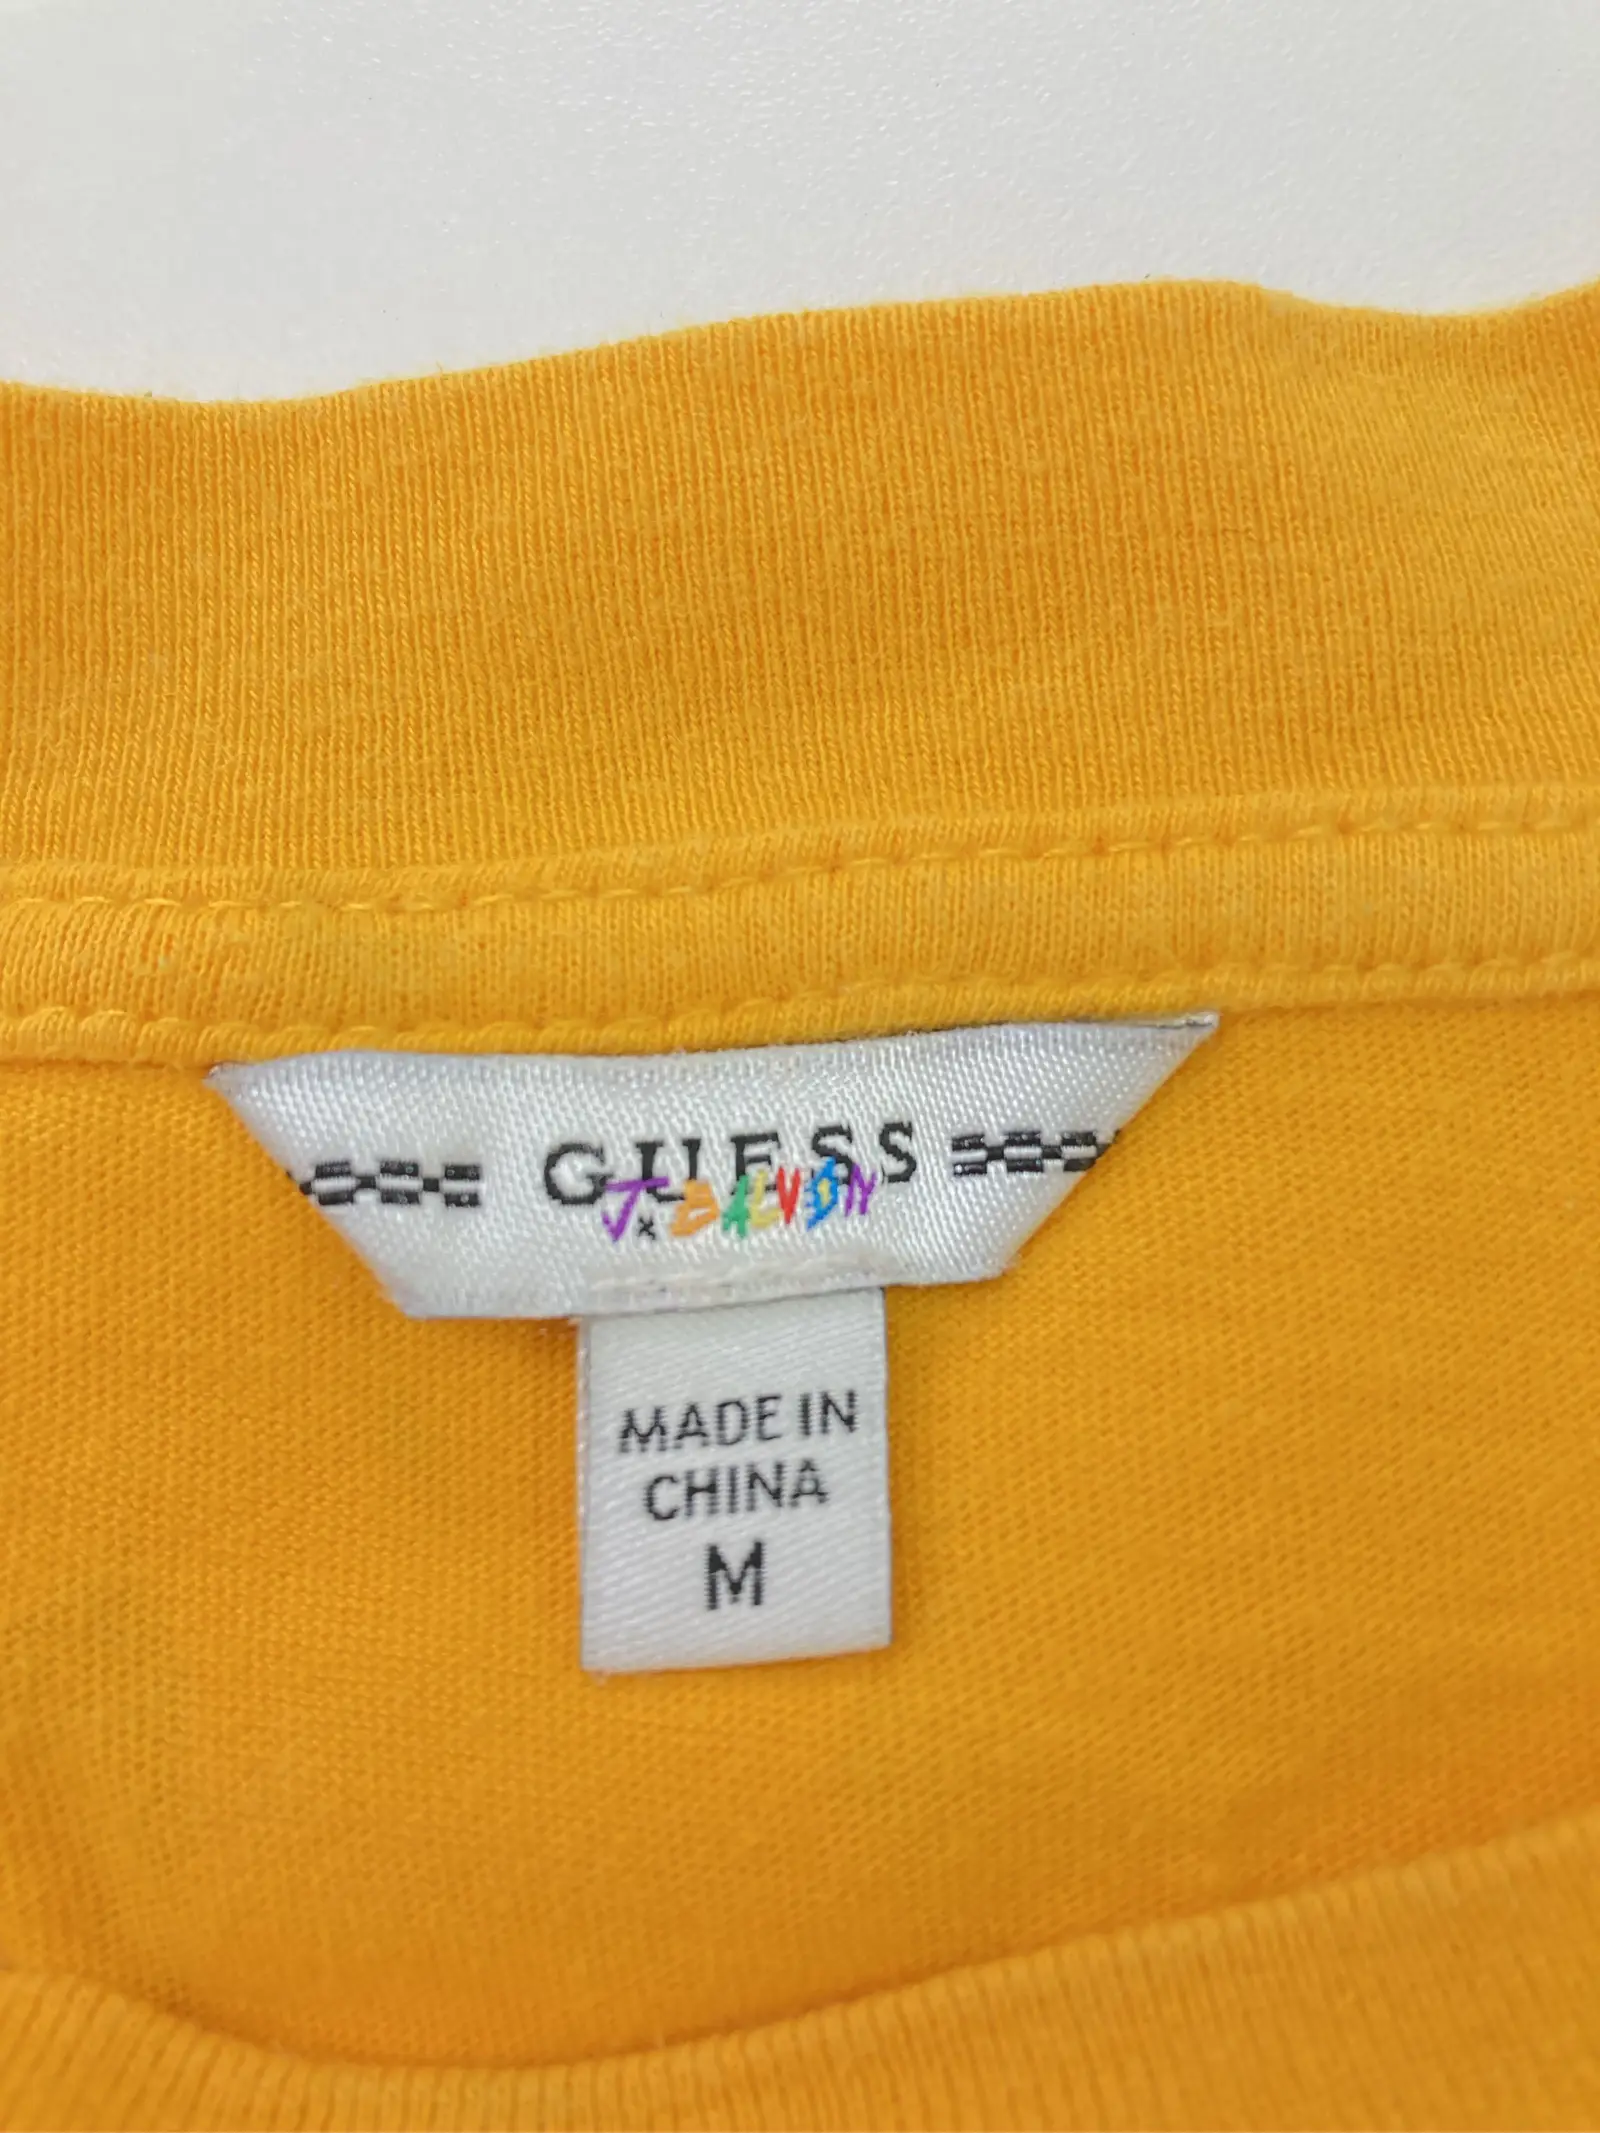 GUESS
J x BALVIN
MADE IN
CHINA
M